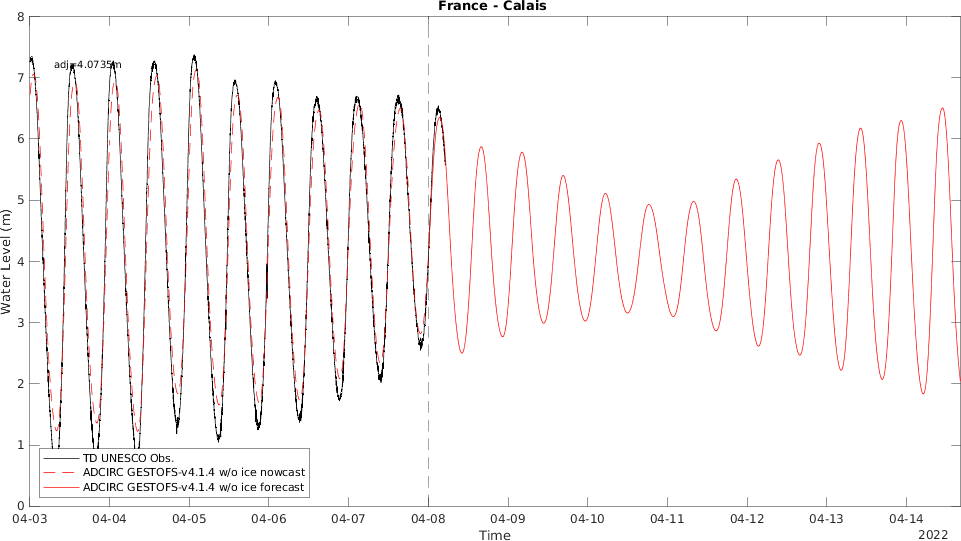 France - Calais
8
adj=4.0735m
7
6
5
4
3
2
1
0
Water Level (m)
TD UNESCO Obs.
ADCIRC GESTOFS-v4.1.4 w/o ice nowcast
ADCIRC GESTOFS-v4.1.4 w/o ice forecast
04-03 04-04 04-05 04-06 04-07 04-08 04-09 04-10 04-11 04-12 04-13 04-14
Time
2022